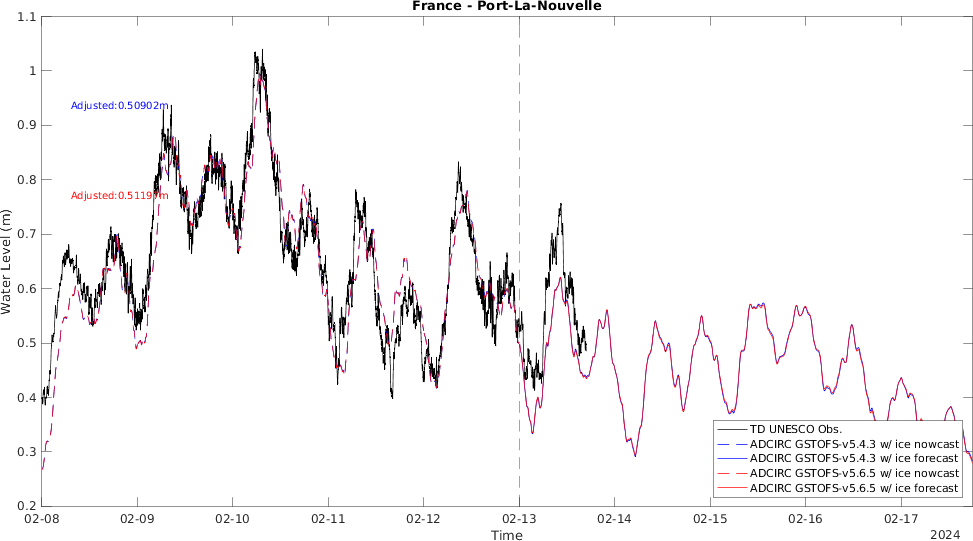 France - Port-La-Nouvelle
Water Level (m)
1.1
1
0.9
0.8
0.7
0.6
0.5
0.4
0.3
0.2
Adjusted:0.50902m
Adjusted:0.5119 m
TD UNESCO Obs.
ADCIRC GSTOFS-v5.4.3 w/ ice nowcast
ADCIRC GSTOFS-v5.4.3 w/ ice forecast
ADCIRC GSTOFS-v5.6.5 w/ ice nowcast
ADCIRC GSTOFS-v5.6.5 w/ ice forecast
02-08 02-09 02-10 02-11 02-12 02-13 02-14 02-15 02-16 02-17
Time
2024